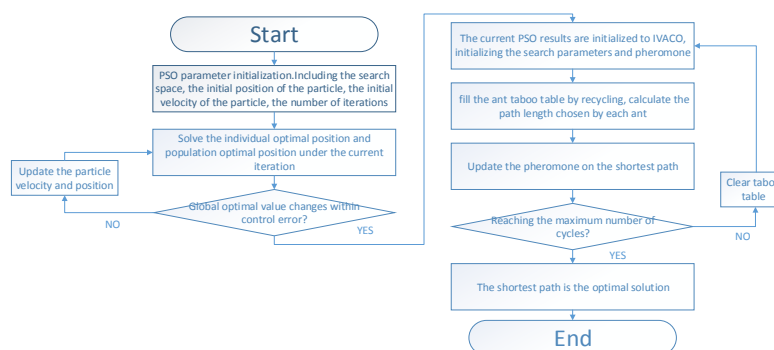 Start
PSO parameter initialization.Including the search
space, the initial position of the particle, the initial
velocity of the particle, the number of iterations
Solve the individual optimal position and
population optimal position under the current
iteration
Update the particle
velocity and position
Global optimal value changes within
control error?
NO
YES
The current PSO results are initialized to IVACO,
initializing the search parameters and pheromone
fill the ant taboo table by recycling, calculate the
path length chosen by each ant
Update the pheromone on the shortest path
Clear taboo
table
Reaching the maximum number of
cycles?
NO
YES
The shortest path is the optimal solution
End